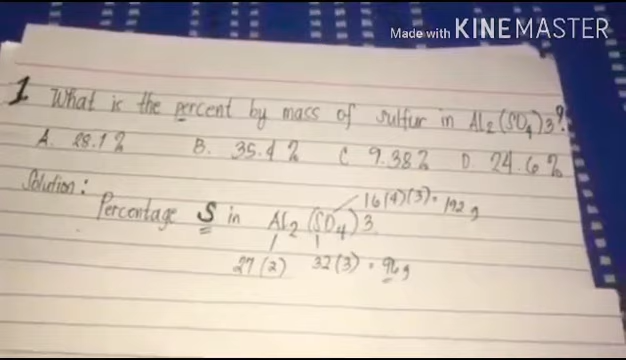 Made with KINEMASTER
1 What is the percent by mass of sulfur in Al2(SO4)3?
A. 28.1% B. 35.4% C 9.38% D. 24.6%
Solution:
16(4)(3) = 192 g
Percentage S in Al2(SO4)3
27(2) 32(3) = 96 g